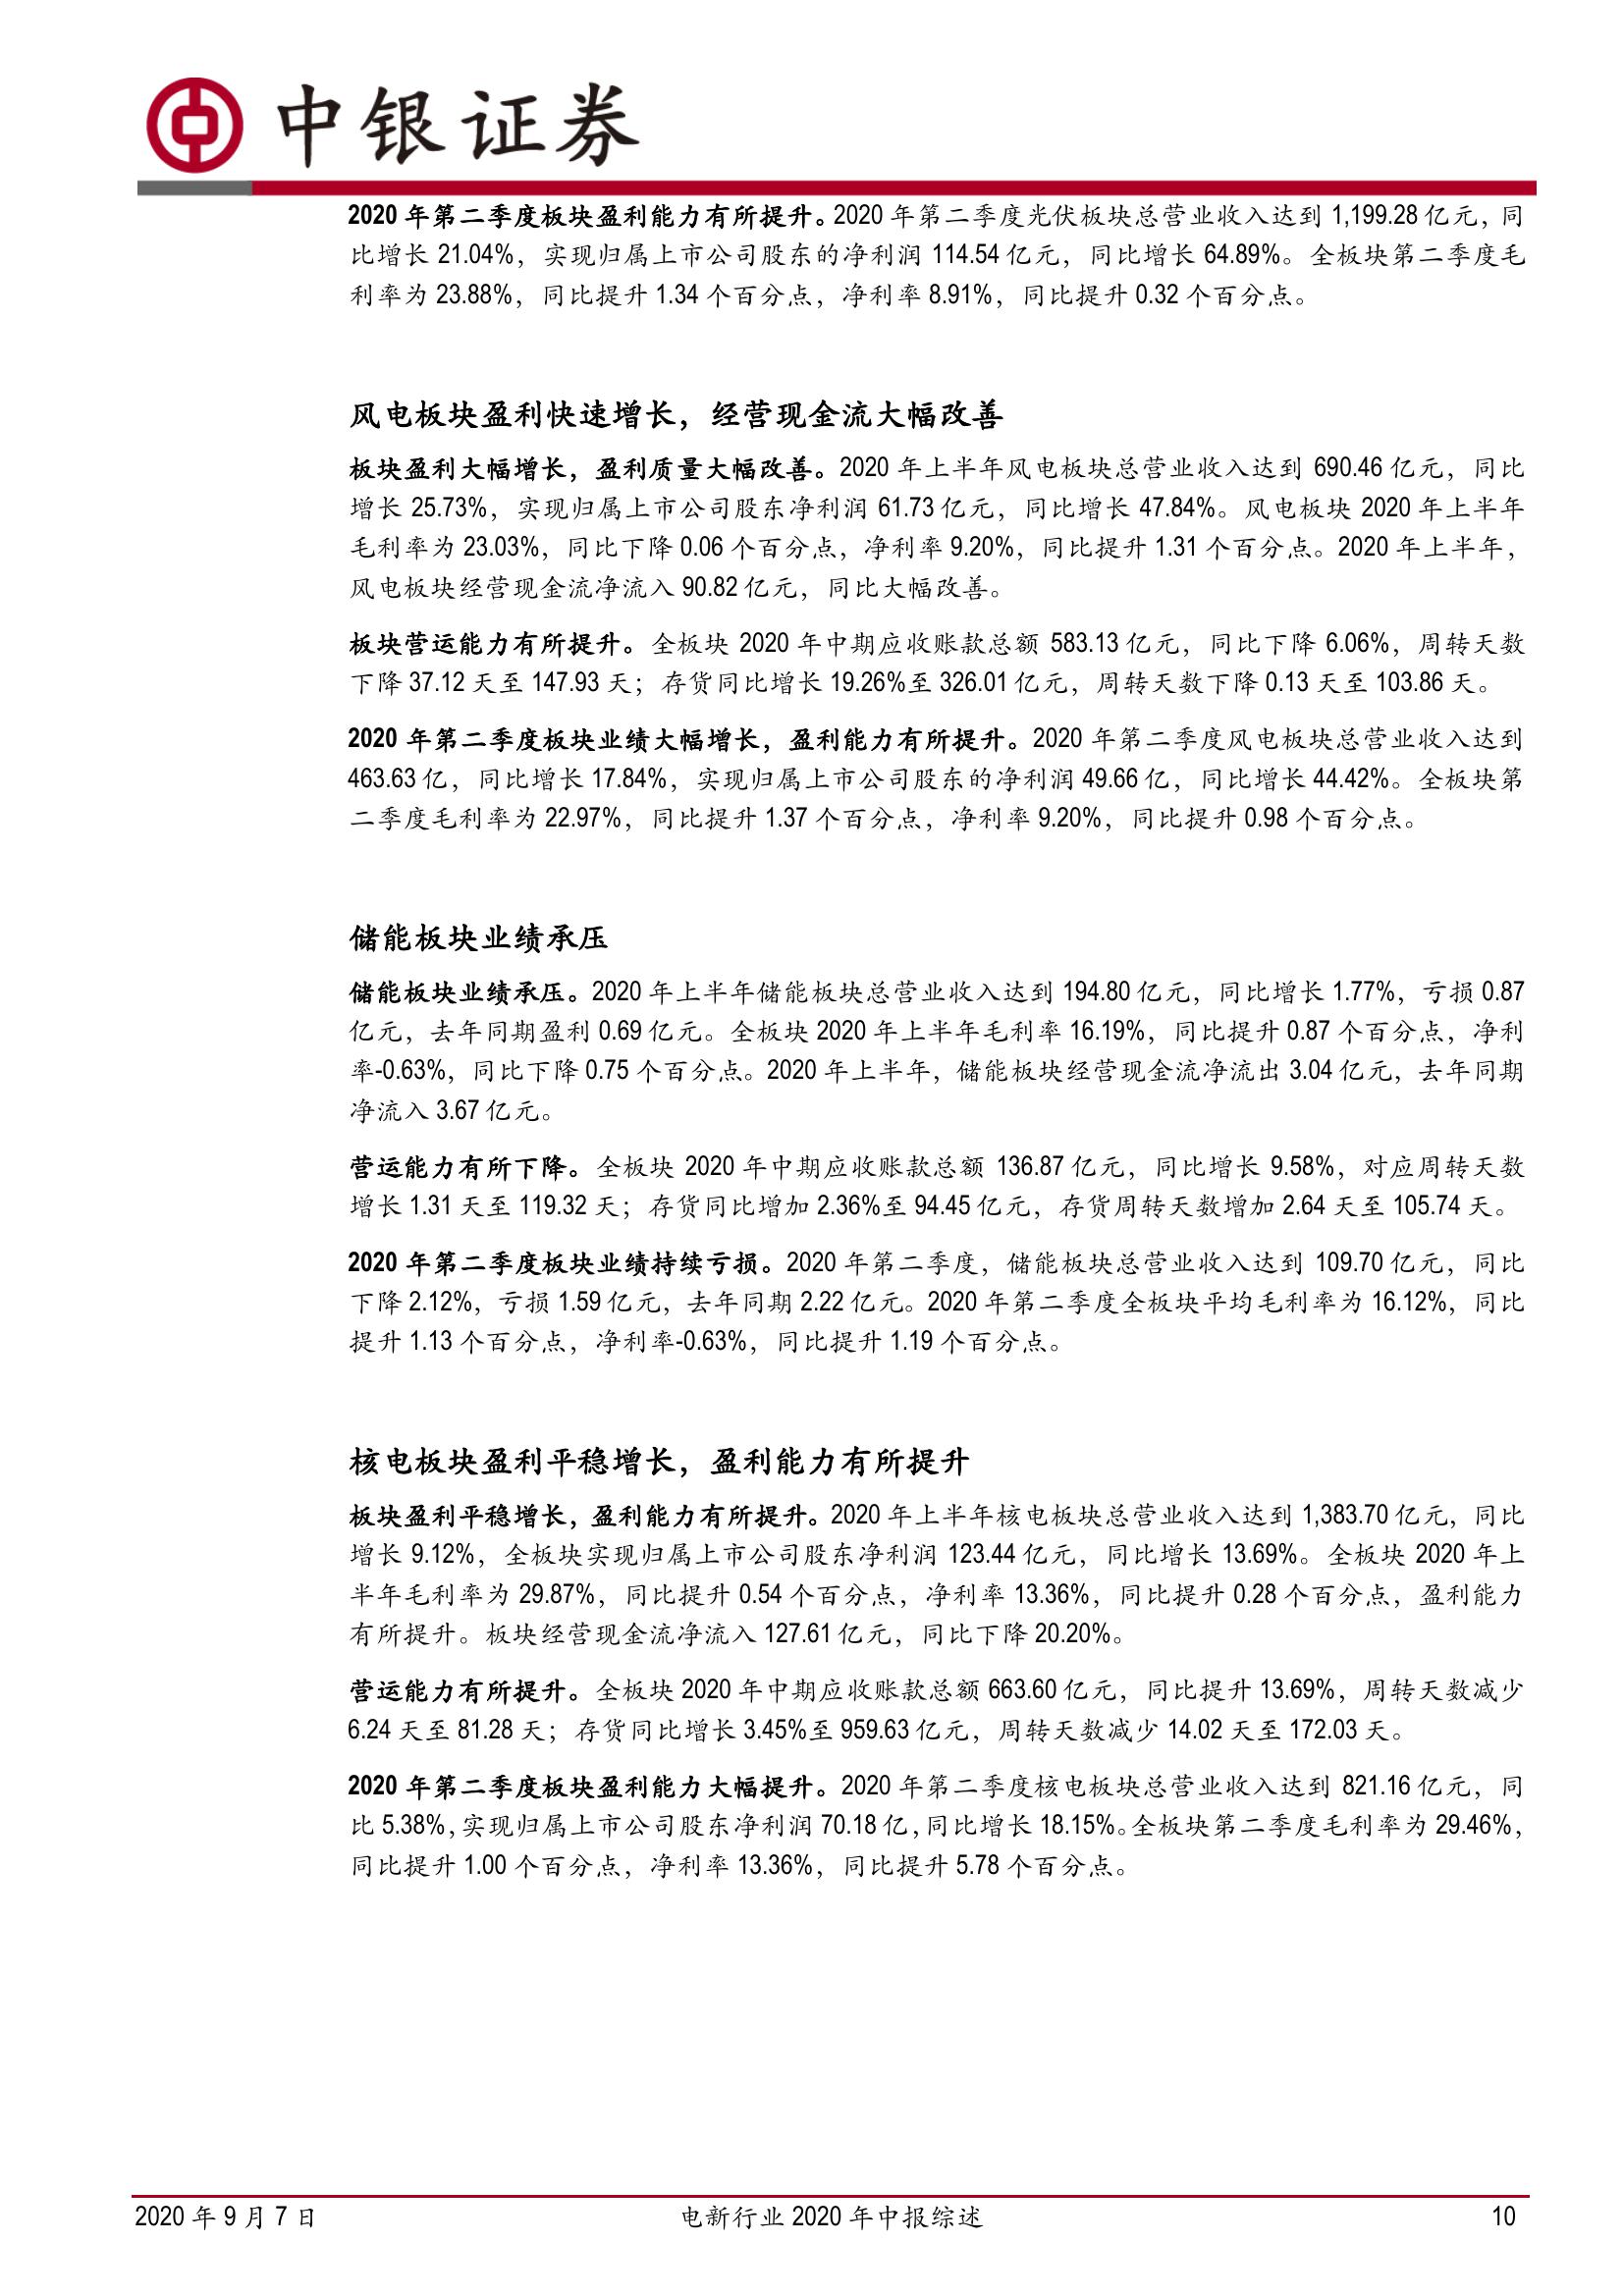 中银证券
2020 年第二季度板块盈利能力有所提升。2020 年第二季度光伏板块总营业收入达到 1,199.28 亿元，同
比增长 21.04%，实现归属上市公司股东的净利润 114.54 亿元，同比增长 64.89%。全板块第二季度毛
利率为 23.88%，同比提升 1.34 个百分点，净利率 8.91%，同比提升 0.32 个百分点。
风电板块盈利快速增长，经营现金流大幅改善
板块盈利大幅增长，盈利质量大幅改善。2020 年上半年风电板块总营业收入达到 690.46 亿元，同比
增长 25.73%，实现归属上市公司股东净利润 61.73 亿元，同比增长 47.84%。风电板块 2020 年上半年
毛利率为 23.03%，同比下降 0.06 个百分点，净利率 9.20%，同比提升 1.31 个百分点。2020 年上半年，
风电板块经营现金流净流入 90.82 亿元，同比大幅改善。
板块营运能力有所提升。全板块 2020 年中期应收账款总额 583.13 亿元，同比下降 6.06%，周转天数
下降 37.12 天至 147.93 天；存货同比增长 19.26%至 326.01 亿元，周转天数下降 0.13 天至 103.86 天。
2020 年第二季度板块业绩大幅增长，盈利能力有所提升。2020 年第二季度风电板块总营业收入达到
463.63 亿，同比增长 17.84%，实现归属上市公司股东的净利润 49.66 亿，同比增长 44.42%。全板块第
二季度毛利率为 22.97%，同比提升 1.37 个百分点，净利率 9.20%，同比提升 0.98 个百分点。
储能板块业绩承压
储能板块业绩承压。2020 年上半年储能板块总营业收入达到 194.80 亿元，同比增长 1.77%，亏损 0.87
亿元，去年同期盈利 0.69 亿元。全板块 2020 年上半年毛利率 16.19%，同比提升 0.87 个百分点，净利
率-0.63%，同比下降 0.75 个百分点。2020 年上半年，储能板块经营现金流净流出 3.04 亿元，去年同期
净流入 3.67 亿元。
营运能力有所下降。全板块 2020 年中期应收账款总额 136.87 亿元，同比增长 9.58%，对应周转天数
增长 1.31 天至 119.32 天；存货同比增加 2.36%至 94.45 亿元，存货周转天数增加 2.64 天至 105.74 天。
2020 年第二季度板块业绩持续亏损。2020 年第二季度，储能板块总营业收入达到 109.70 亿元，同比
下降 2.12%，亏损 1.59 亿元，去年同期 2.22 亿元。2020 年第二季度全板块平均毛利率为 16.12%，同比
提升 1.13 个百分点，净利率-0.63%，同比提升 1.19 个百分点。
核电板块盈利平稳增长，盈利能力有所提升
板块盈利平稳增长，盈利能力有所提升。2020 年上半年核电板块总营业收入达到 1,383.70 亿元，同比
增长 9.12%，全板块实现归属上市公司股东净利润 123.44 亿元，同比增长 13.69%。全板块 2020 年上
半年毛利率为 29.87%，同比提升 0.54 个百分点，净利率 13.36%，同比提升 0.28 个百分点，盈利能力
有所提升。板块经营现金流净流入 127.61 亿元，同比下降 20.20%。
营运能力有所提升。全板块 2020 年中期应收账款总额 663.60 亿元，同比提升 13.69%，周转天数减少
6.24 天至 81.28 天；存货同比增长 3.45%至 959.63 亿元，周转天数减少 14.02 天至 172.03 天。
2020 年第二季度板块盈利能力大幅提升。2020 年第二季度核电板块总营业收入达到 821.16 亿元，同
比 5.38%，实现归属上市公司股东净利润 70.18 亿，同比增长 18.15%。全板块第二季度毛利率为 29.46%，
同比提升 1.00 个百分点，净利率 13.36%，同比提升 5.78 个百分点。
2020 年 9 月 7 日 电新行业 2020 年中报综述 10